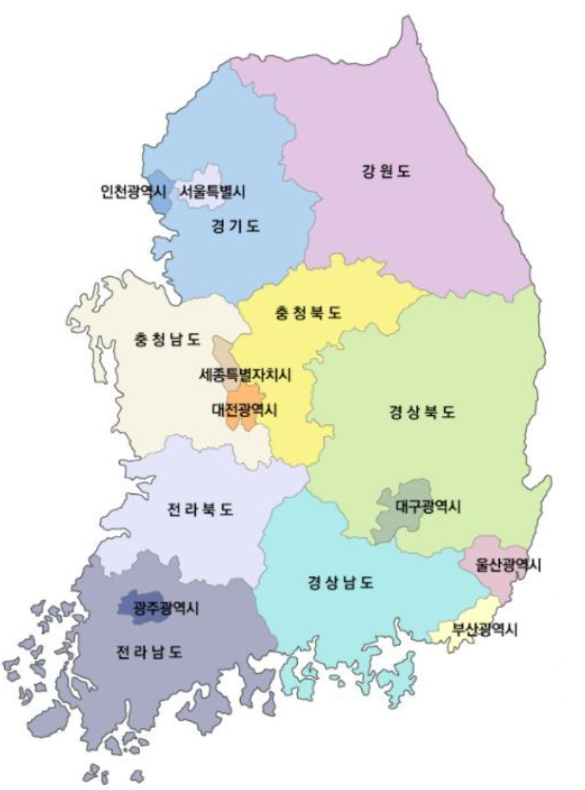 강원도
인천광역시
서울특별시
경기도
충청북도
충청남도
세종특별자치시
대전광역시
경상북도
전라북도
대구광역시
울산광역시
경상남도
광주광역시
부산광역시
전라남도